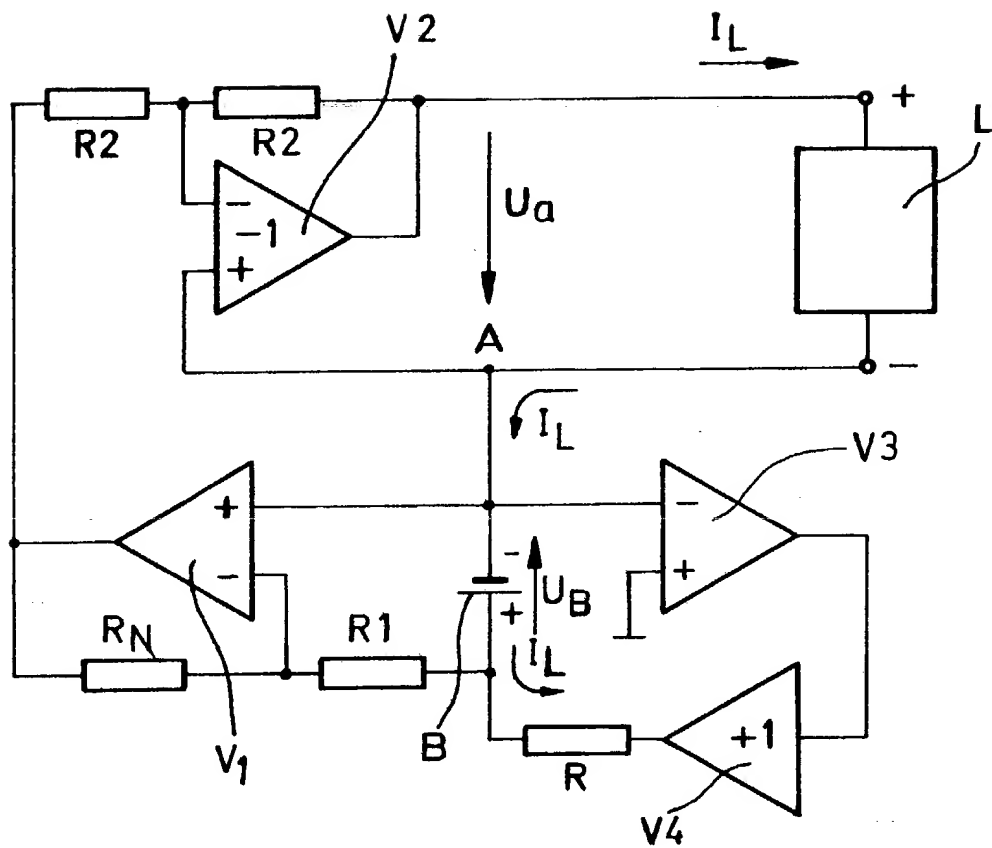 V2
I_L
+
R2
R2
L
−
−1
+
U_a
A
−
I_L
V3
+
−
−
+
−
U_B
+
R_N
R1
I_L
V_1
B
R
+1
V4